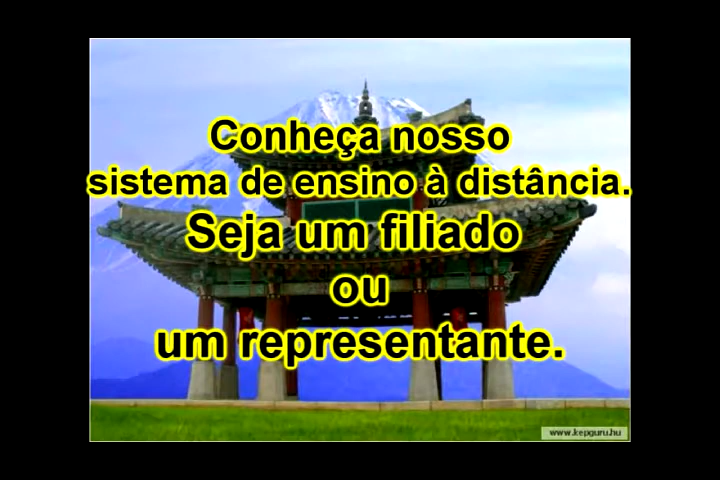 Conheça nosso
sistema de ensino à distância.
Seja um filiado
ou
um representante.
www.kepguru.hu